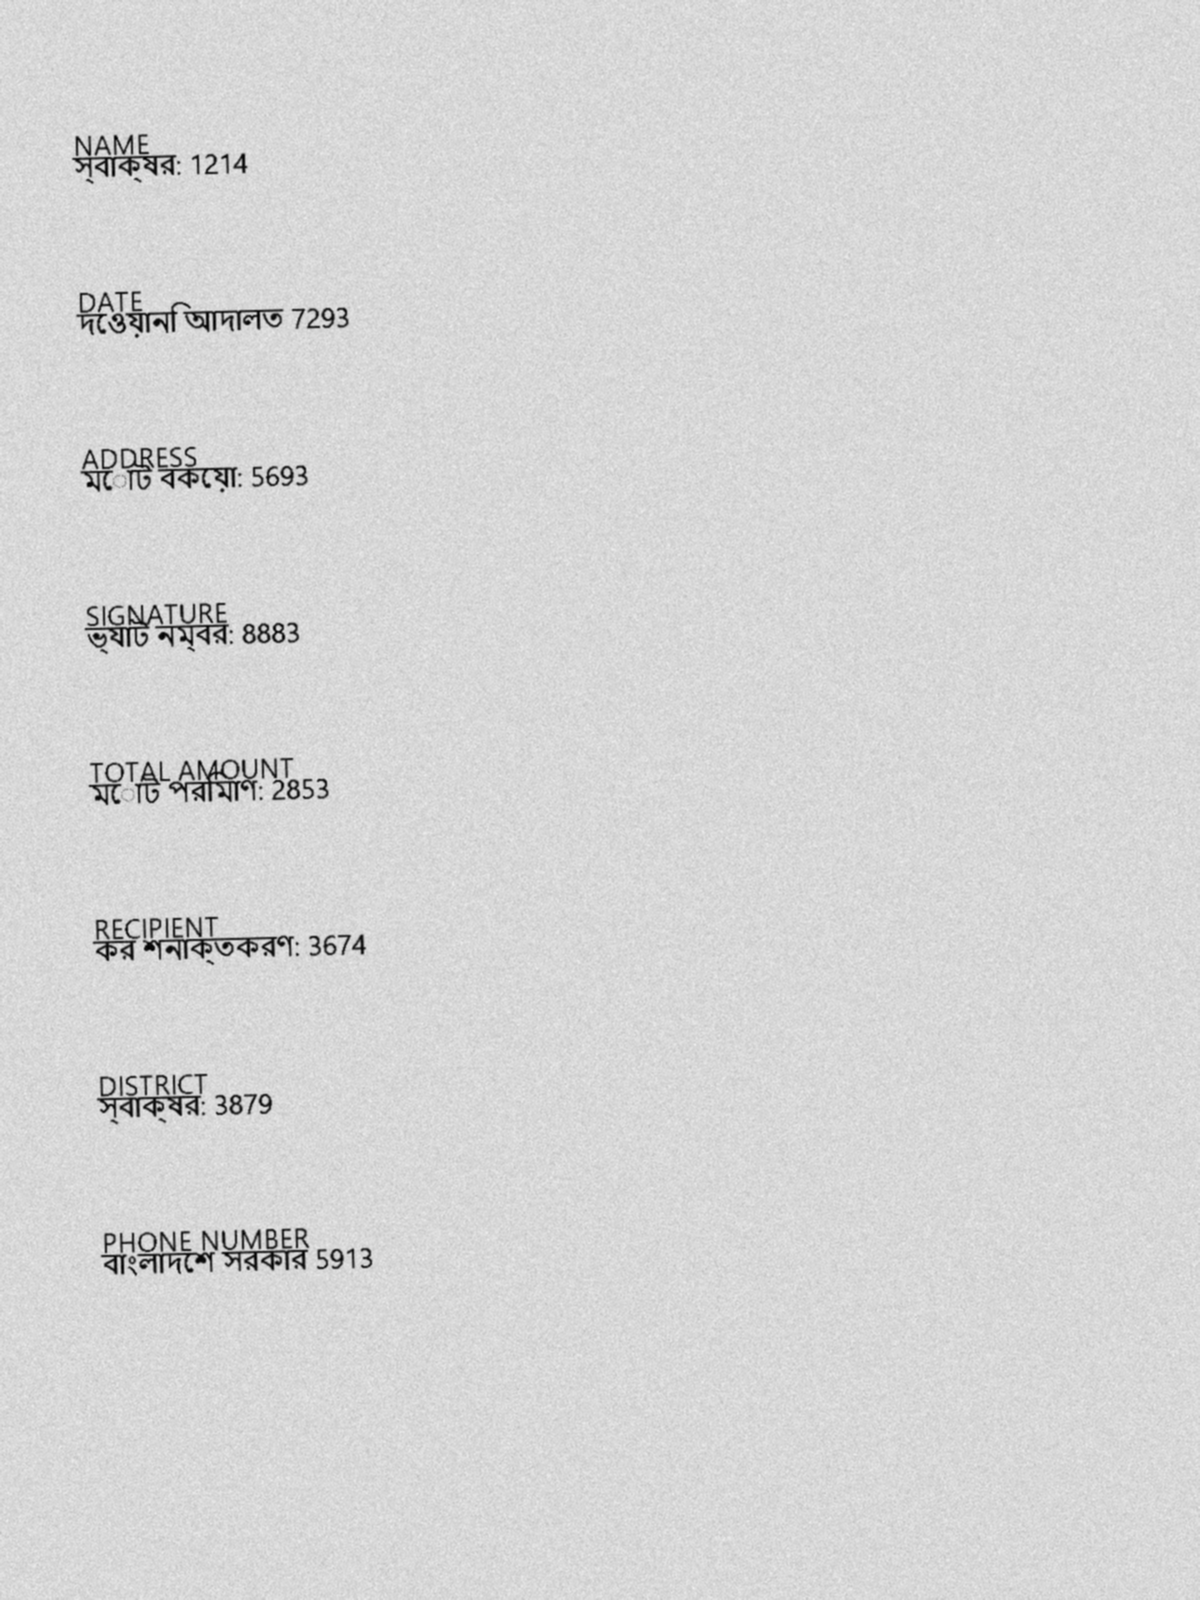 NAME
স্বাক্ষর: 1214
DATE
দেওয়ানি আদালত 7293
ADDRESS
মোট বকেয়া: 5693
SIGNATURE
ভ্যাট নম্বর: 8883
TOTAL AMOUNT
মোট পরিমাণ: 2853
RECIPIENT
কর শনাক্তকরণ: 3674
DISTRICT
স্বাক্ষর: 3879
PHONE NUMBER
বাংলাদেশ সরকার 5913